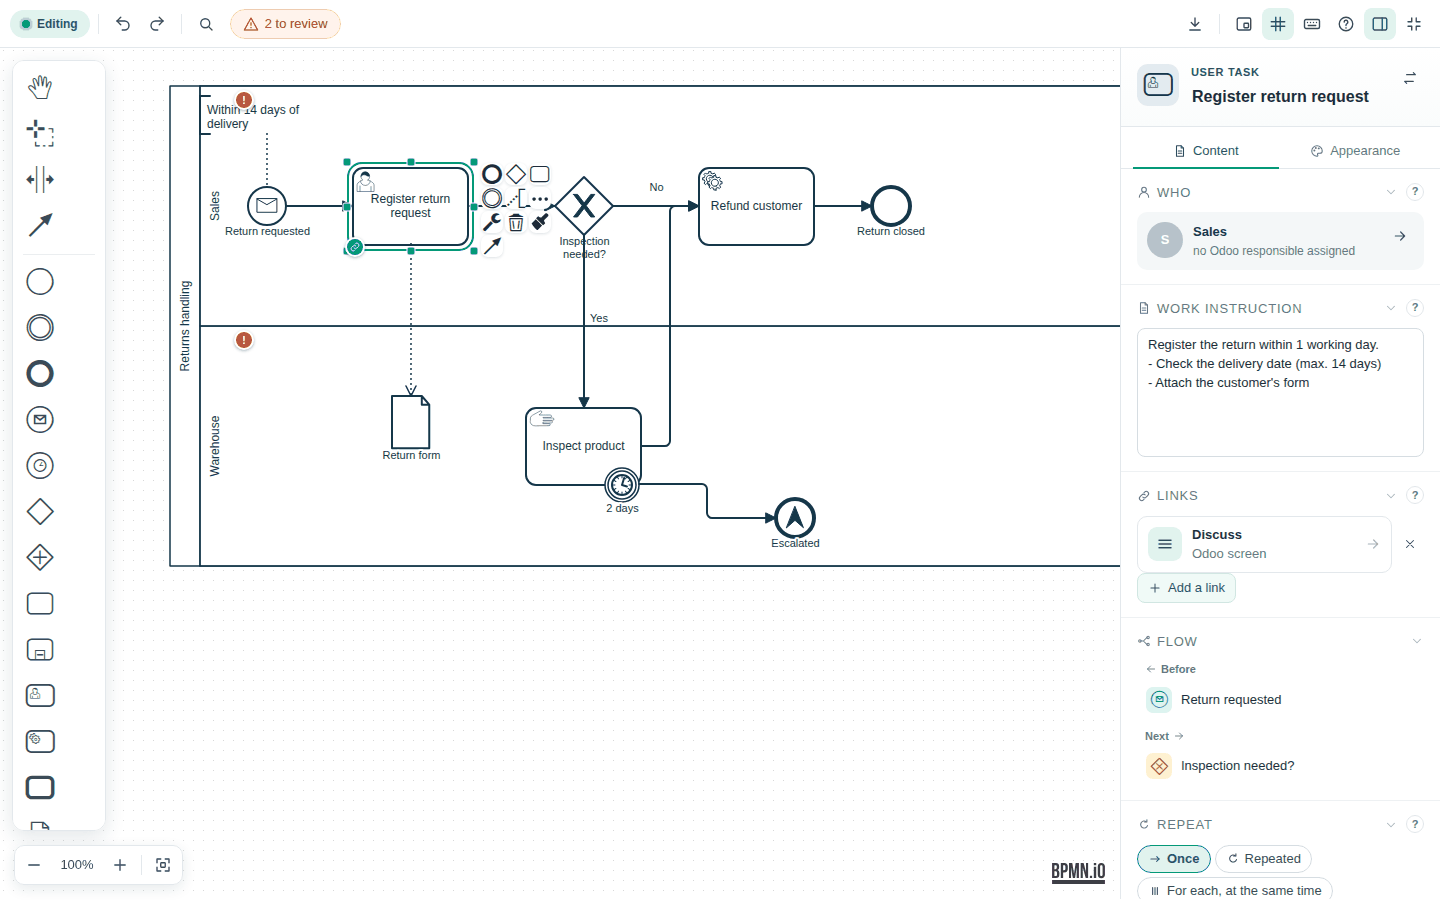 Editing
2 to review
USER TASK
Register return request
Content
Appearance
WHO
?
S
Sales
no Odoo responsible assigned
WORK INSTRUCTION
?
Register the return within 1 working day.
- Check the delivery date (max. 14 days)
- Attach the customer's form
LINKS
?
Discuss
Odoo screen
Add a link
FLOW
Before
Return requested
Next
Inspection needed?
REPEAT
?
Once
Repeated
For each, at the same time
Returns handling
Sales
Warehouse
!
Within 14 days of
delivery
Return requested
Register return
request
Inspection
needed?
No
Yes
Refund customer
Return closed
!
Return form
Inspect product
2 days
Escalated
100%
BPMN.iO